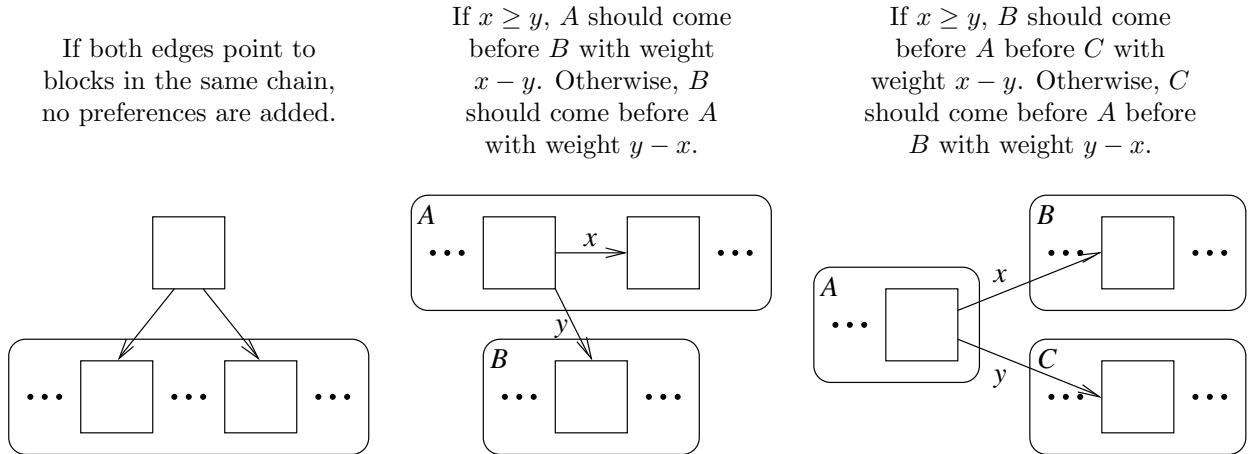 If both edges point to
blocks in the same chain,
no preferences are added.
If x ≥ y, A should come
before B with weight
x − y. Otherwise, B
should come before A
with weight y − x.
If x ≥ y, B should come
before A before C with
weight x − y. Otherwise, C
should come before A before
B with weight y − x.
A
x
y
B
A
x
y
B
C